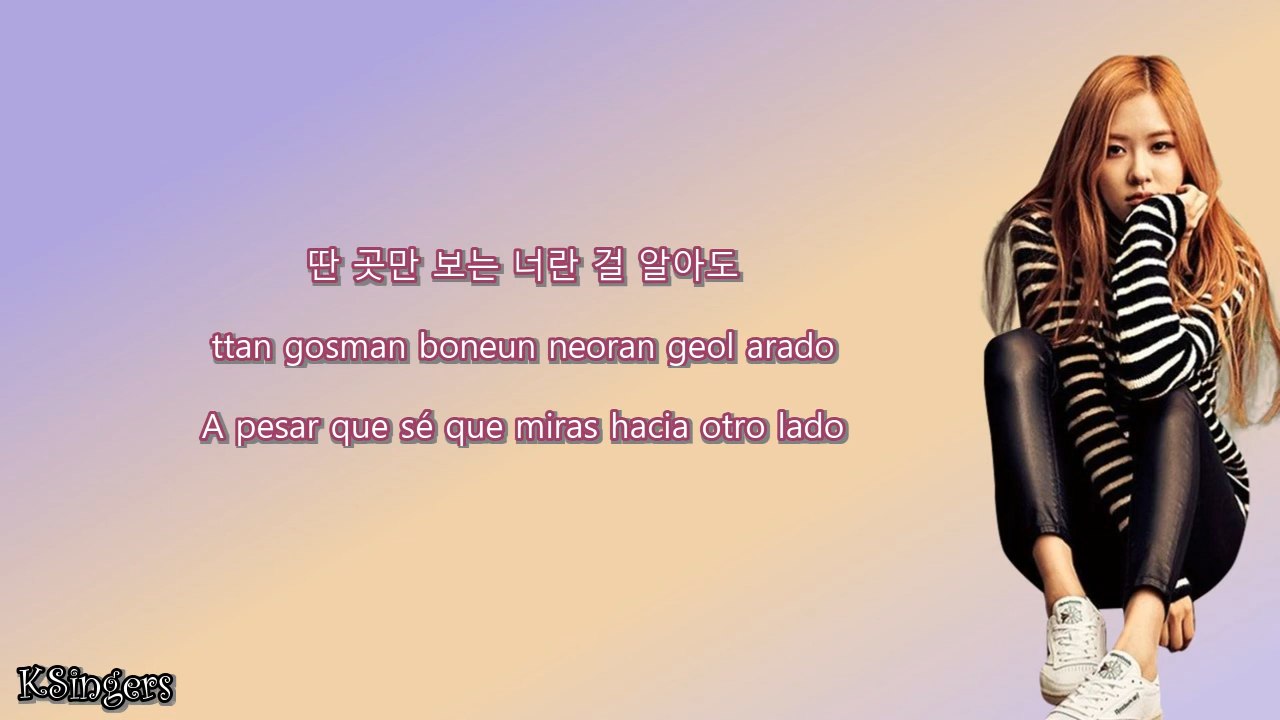 딴 곳만 보는 너란 걸 알아도
ttan gosman boneun neoran geol arado
A pesar que sé que miras hacia otro lado
KSingers